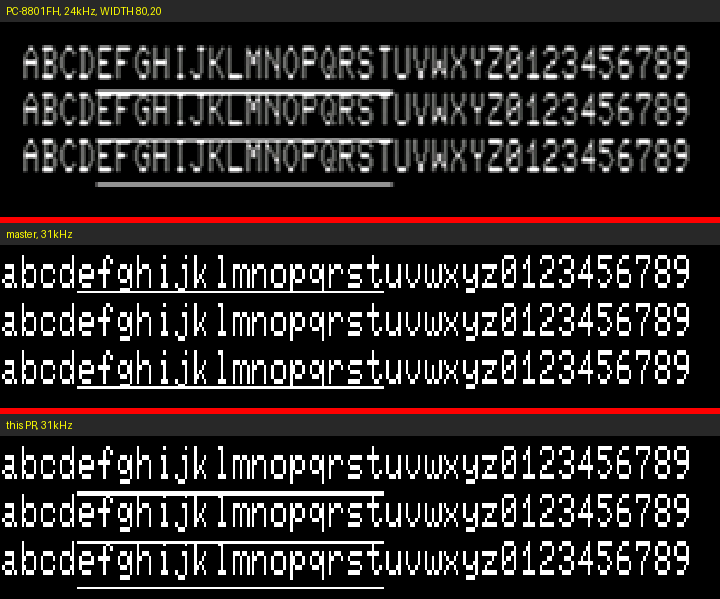 PC-8801FH, 24kHz, WIDTH 80,20
ABCDEFGHIJKLMNOPQRSTUVWXYZ0123456789
ABCDEFGHIJKLMNOPQRSTUVWXYZ0123456789
ABCDEFGHIJKLMNOPQRSTUVWXYZ0123456789
master, 31kHz
abcdefghijklmnopqrstuvwxyz0123456789
abcdefghijklmnopqrstuvwxyz0123456789
abcdefghijklmnopqrstuvwxyz0123456789
this PR, 31kHz
abcdefghijklmnopqrstuvwxyz0123456789
abcdefghijklmnopqrstuvwxyz0123456789
abcdefghijklmnopqrstuvwxyz0123456789